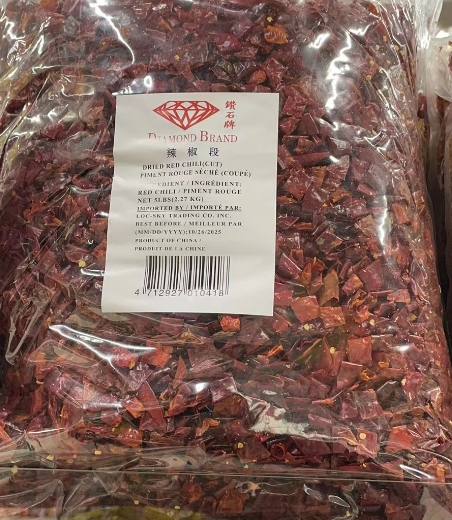 鑽石牌
DIAMOND BRAND
辣椒段
DRIED RED CHILI(CUT)
PIMENT ROUGE SÉCHÉ (COUPÉ)
INGREDIENT / INGRÉDIENT:
RED CHILI / PIMENT ROUGE
NET 5LBS(2.27 KG)
IMPORTED BY / IMPORTÉ PAR:
LOC-SKY TRADING CO. INC.
BEST BEFORE / MEILLEUR PAR
(MM/DD/YYYY):10/26/2025
PRODUCT OF CHINA /
PRODUIT DE LA CHINE
4 712927 010418